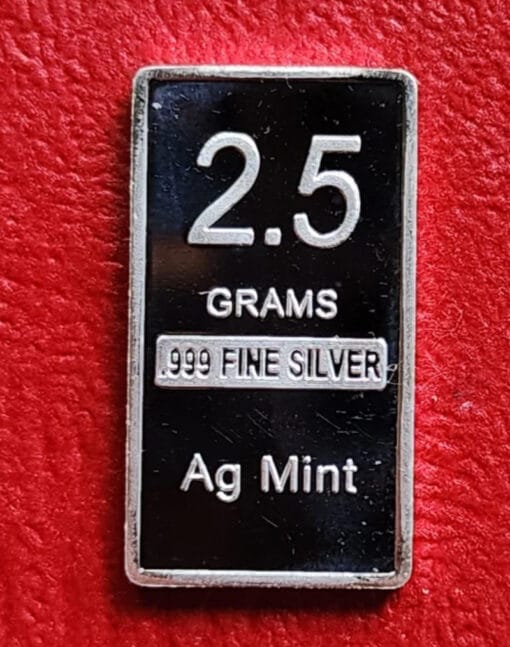 2.5
GRAMS
.999 FINE SILVER
Ag Mint